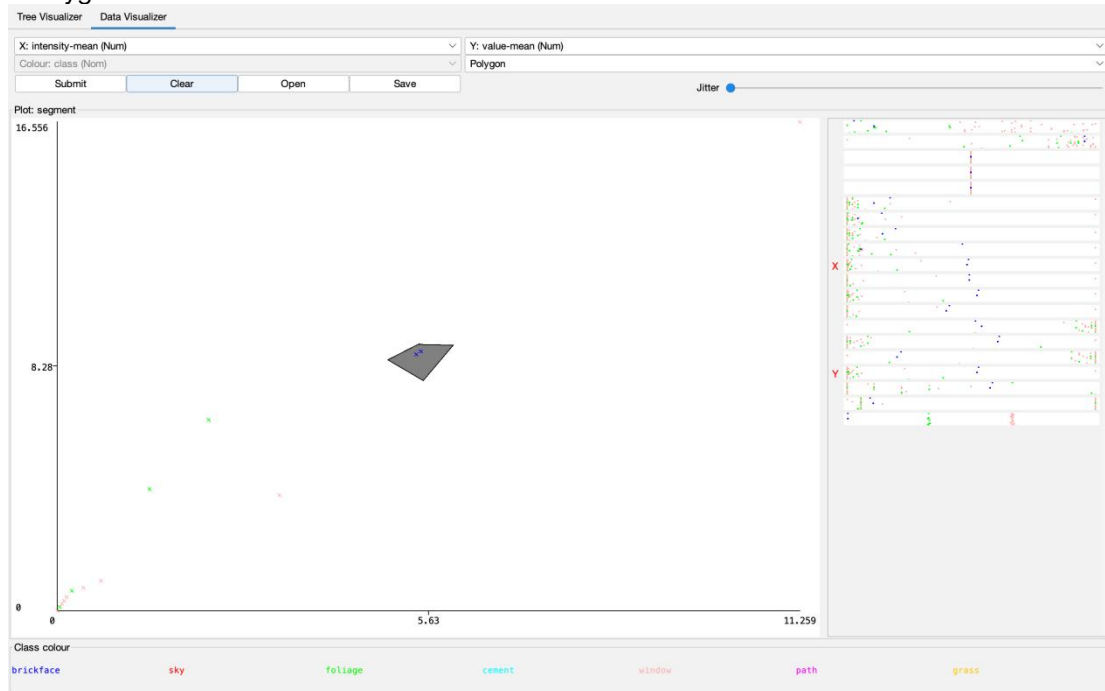 Tree Visualizer Data Visualizer
X: intensity-mean (Num) Y: value-mean (Num)
Colour: class (Nom) Polygon
Submit Clear Open Save Jitter
Plot: segment
16.556
X
8.28
Y
0
0 5.63 11.259
Class colour
brickface sky foliage cement window path grass